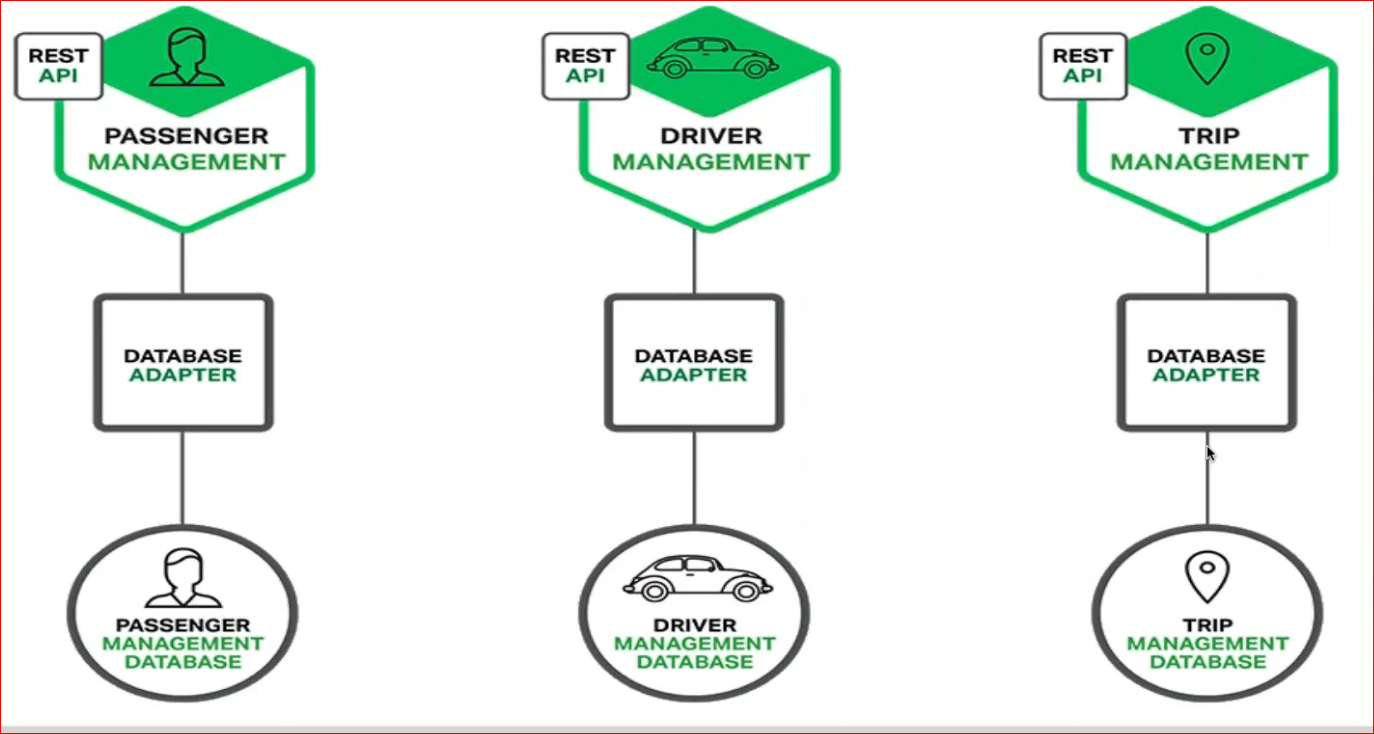 REST
API
PASSENGER
MANAGEMENT
REST
API
DRIVER
MANAGEMENT
REST
API
TRIP
MANAGEMENT
DATABASE
ADAPTER
DATABASE
ADAPTER
DATABASE
ADAPTER
PASSENGER
MANAGEMENT
DATABASE
DRIVER
MANAGEMENT
DATABASE
TRIP
MANAGEMENT
DATABASE